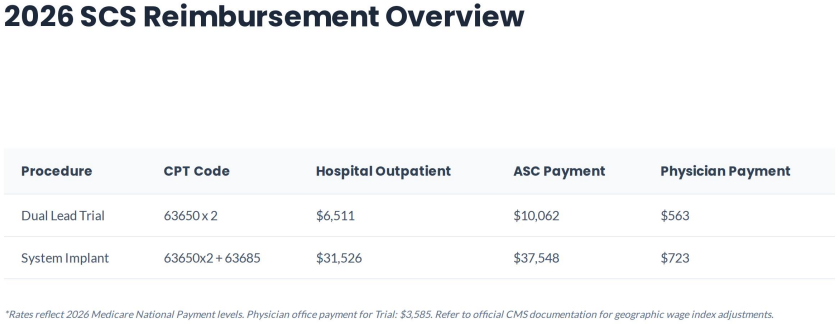 2026 SCS Reimbursement Overview
Procedure CPT Code Hospital Outpatient ASC Payment Physician Payment
Dual Lead Trial 63650 x 2 $6,511 $10,062 $563
System Implant 63650x2 + 63685 $31,526 $37,548 $723
*Rates reflect 2026 Medicare National Payment levels. Physician office payment for Trial: $3,585. Refer to official CMS documentation for geographic wage index adjustments.